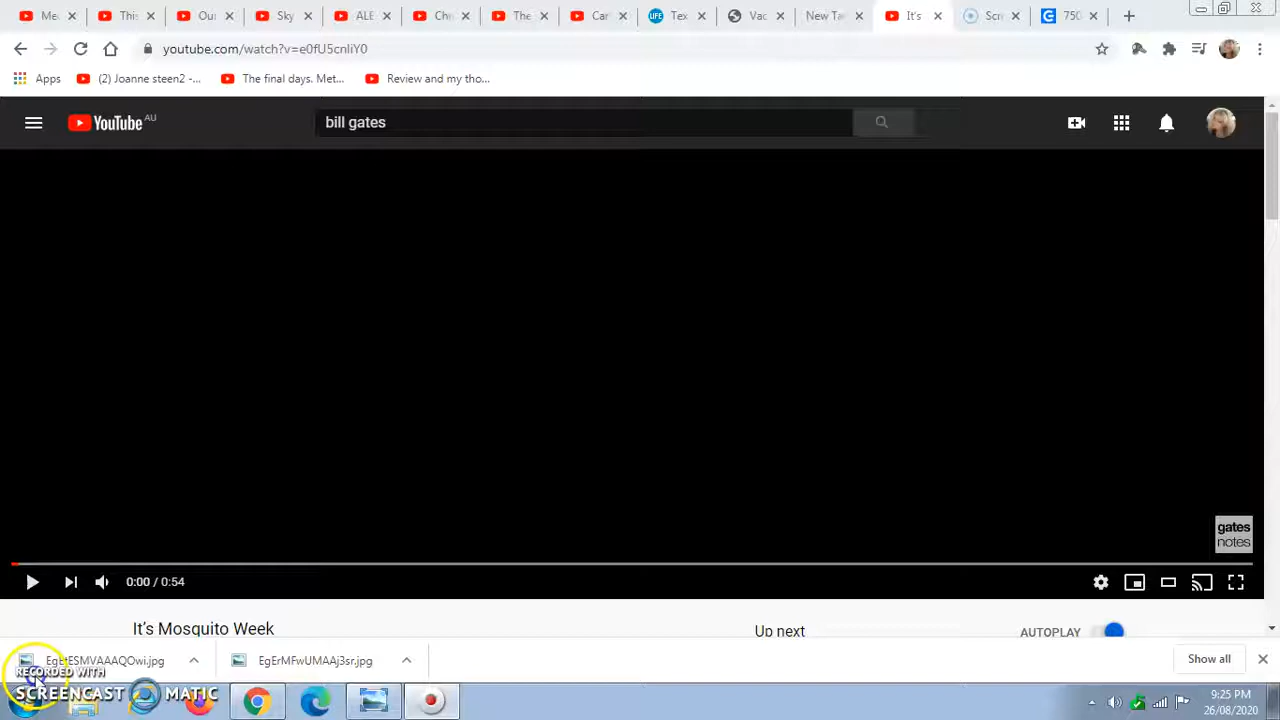 Me
This
Our
Sky
ALE
Ch
The
Car
LIFE Tex
Vac
New Ta
It's
Scr
750
youtube.com/watch?v=e0fU5cnIiY0
Apps (2) Joanne steen2 -... The final days. Met... Review and my tho...
YouTube AU
bill gates
gates
notes
0:00 / 0:54
It's Mosquito Week
Up next
AUTOPLAY
EgErMFwUMAAj3sr.jpg
Show all
RECORDED WITH
SCREENCAST MATIC
9:25 PM
26/08/2020